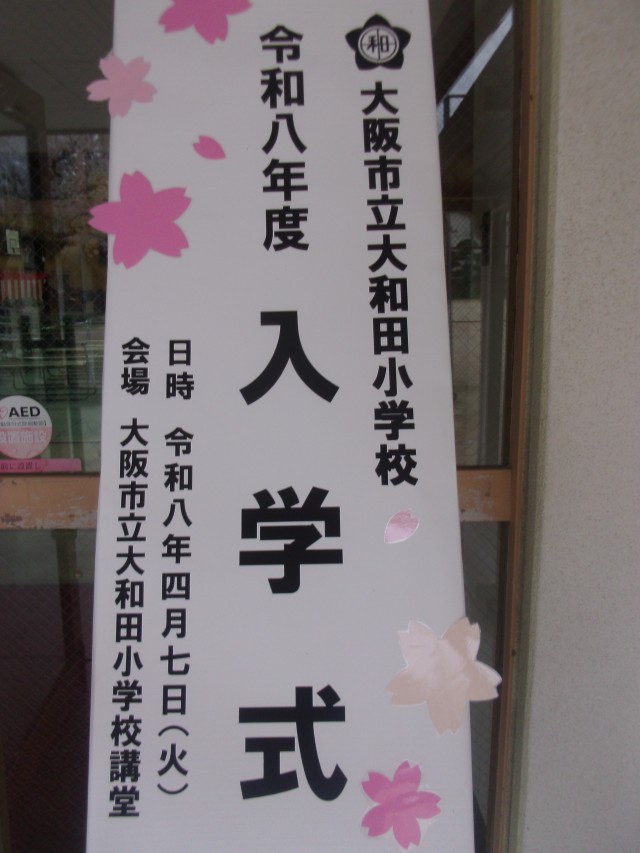 和
大阪市立大和田小学校
令和八年度
入学式
日時 令和八年四月七日(火)
会場 大阪市立大和田小学校講堂
AED